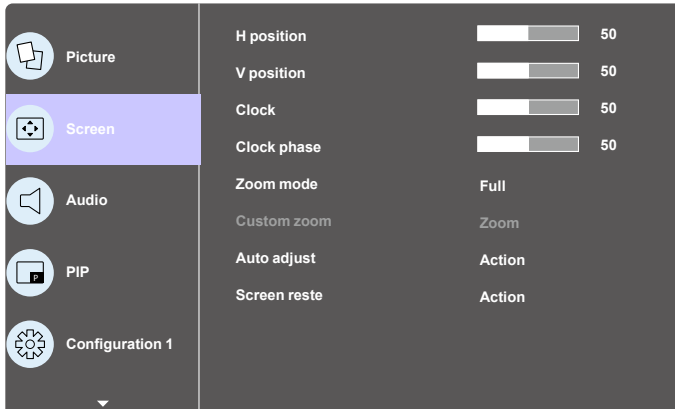 Picture
Screen
Audio
PIP
P
Configuration 1
H position 50
V position 50
Clock 50
Clock phase 50
Zoom mode Full
Custom zoom Zoom
Auto adjust Action
Screen reste Action